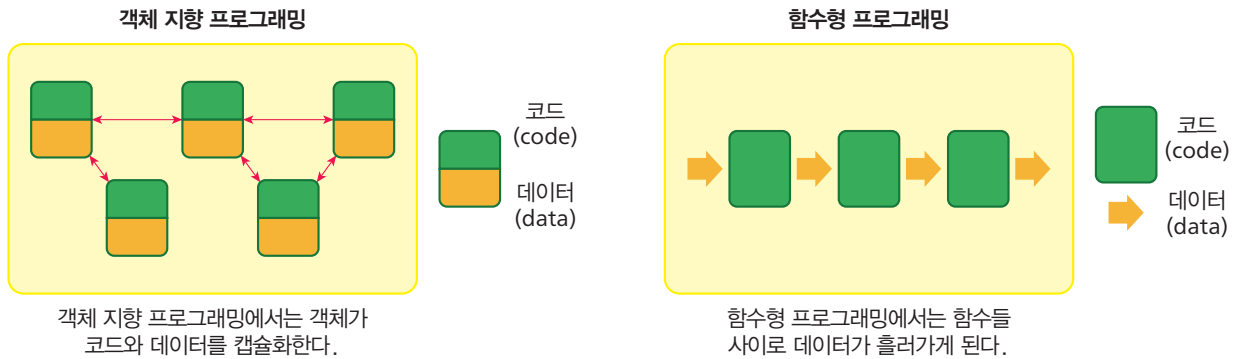 객체 지향 프로그래밍
코드
(code)
데이터
(data)
객체 지향 프로그래밍에서는 객체가
코드와 데이터를 캡슐화한다.
함수형 프로그래밍
코드
(code)
데이터
(data)
함수형 프로그래밍에서는 함수들
사이로 데이터가 흘러가게 된다.